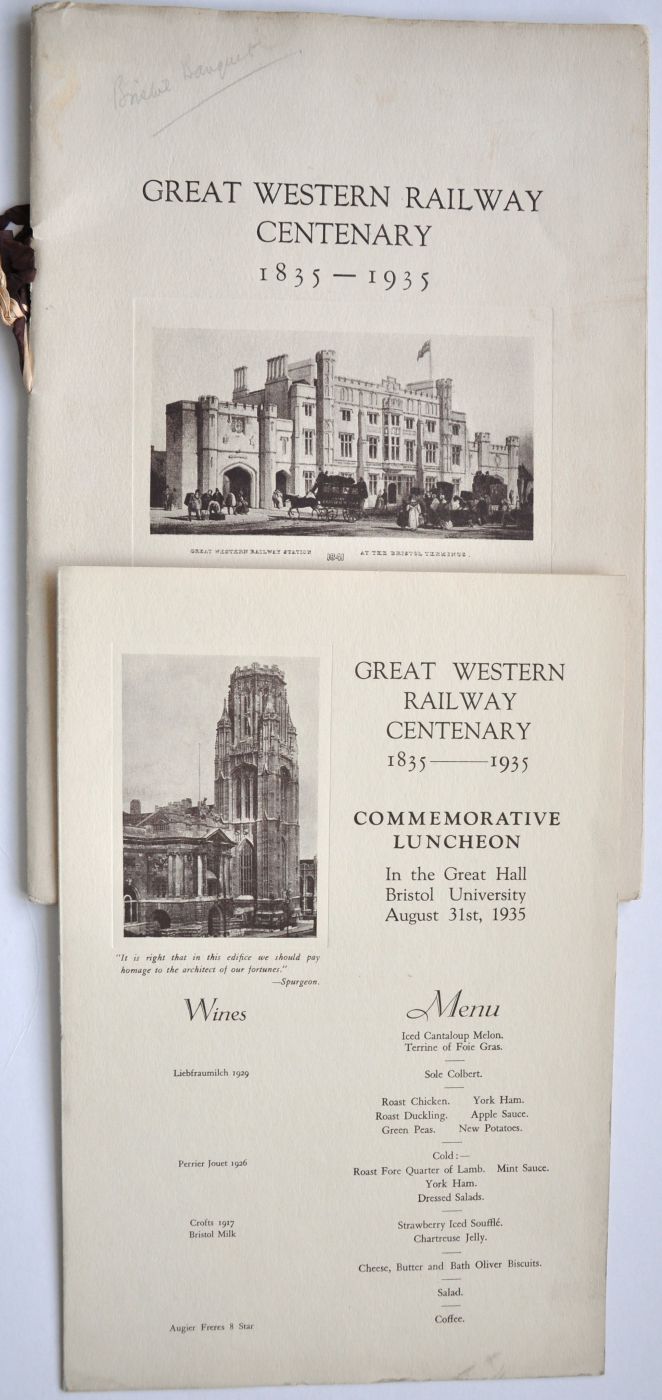 Bristol Banquet
GREAT WESTERN RAILWAY
CENTENARY
1835 — 1935
GREAT WESTERN RAILWAY STATION 1841 AT THE BRISTOL TERMINUS.
GREAT WESTERN
RAILWAY
CENTENARY
1835——1935
COMMEMORATIVE
LUNCHEON
In the Great Hall
Bristol University
August 31st, 1935
"It is right that in this edifice we should pay
homage to the architect of our fortunes."
—Spurgeon.
Wines
Liebfraumilch 1929
Perrier Jouet 1926
Crofts 1917
Bristol Milk
Augier Freres 8 Star
Menu
Iced Cantaloup Melon.
Terrine of Foie Gras.
Sole Colbert.
Roast Chicken. York Ham.
Roast Duckling. Apple Sauce.
Green Peas. New Potatoes.
Cold:—
Roast Fore Quarter of Lamb. Mint Sauce.
York Ham.
Dressed Salads.
Strawberry Iced Soufflé.
Chartreuse Jelly.
Cheese, Butter and Bath Oliver Biscuits.
Salad.
Coffee.